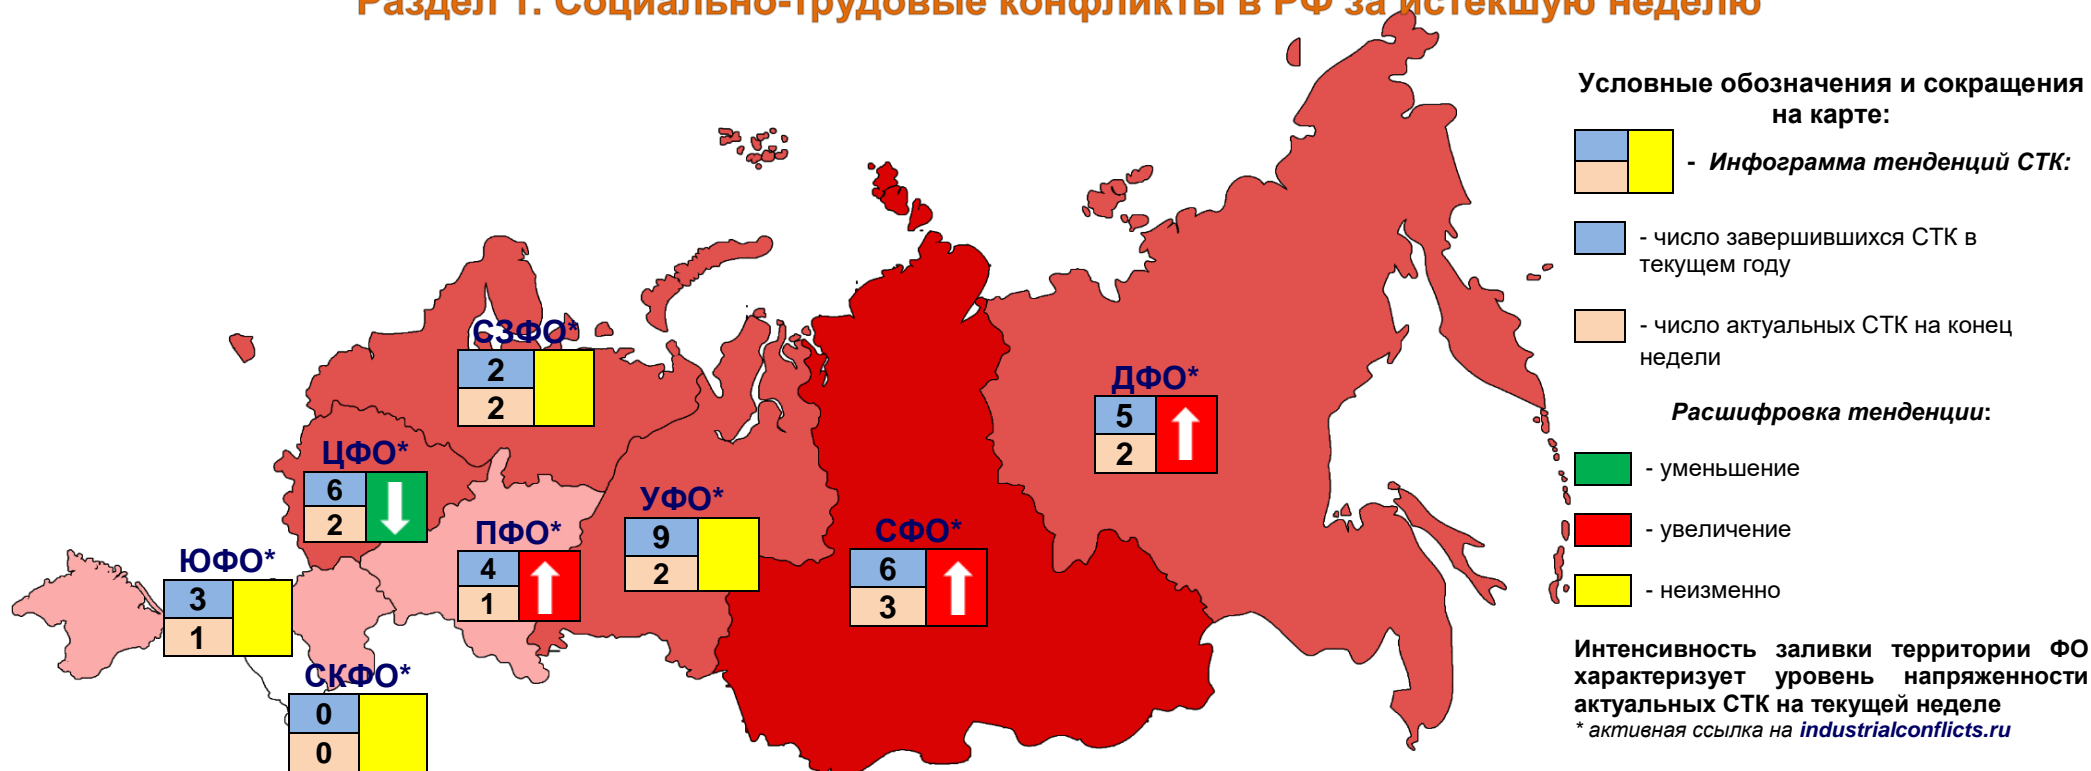 Раздел 1. Социально-трудовые конфликты в РФ за истекшую неделю
Условные обозначения и сокращения
на карте:
- Инфограмма тенденций СТК:
- число завершившихся СТК в
текущем году
- число актуальных СТК на конец
недели
Расшифровка тенденции:
- уменьшение
- увеличение
- неизменно
Интенсивность заливки территории ФО
характеризует уровень напряженности
актуальных СТК на текущей неделе
* активная ссылка на industrialconflicts.ru
СЗФО*
2
2
ДФО*
5
2
ЦФО*
6
2
УФО*
9
2
ПФО*
4
1
СФО*
6
3
ЮФО*
3
1
СКФО*
0
0